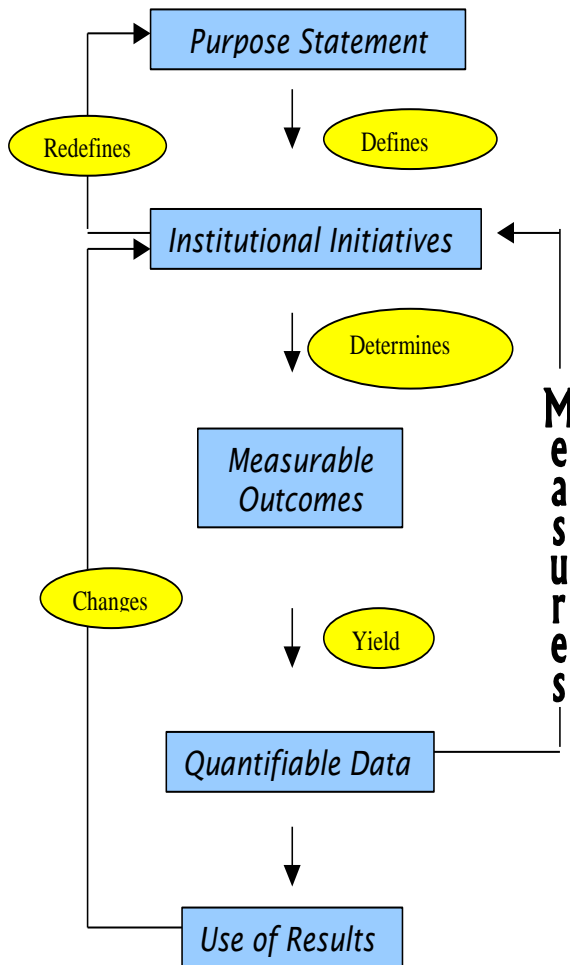 Purpose Statement
Redefines
Defines
Institutional Initiatives
Determines
Measurable
Outcomes
Measures
Changes
Yield
Quantifiable Data
Use of Results